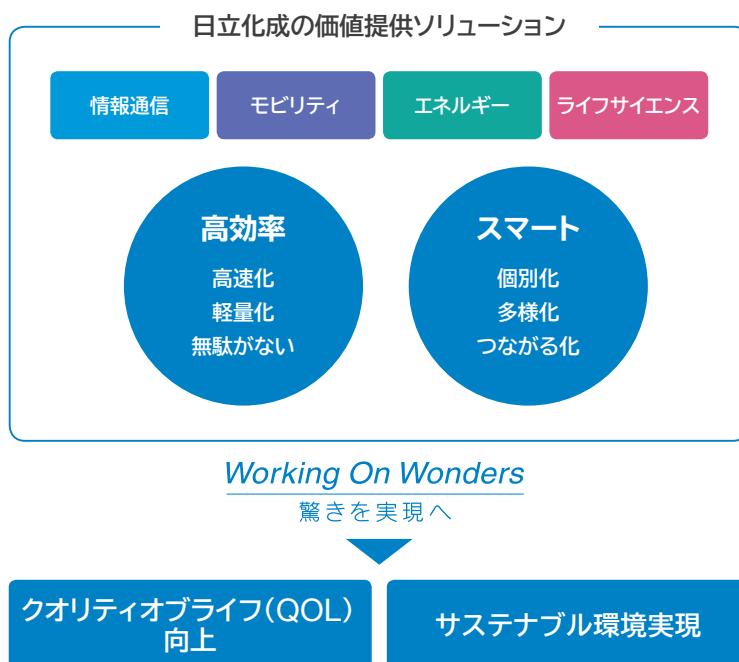 日立化成の価値提供ソリューション
情報通信
モビリティ
エネルギー
ライフサイエンス
高効率
高速化
軽量化
無駄がない
スマート
個別化
多様化
つながる化
Working On Wonders
驚きを実現へ
クオリティオブライフ(QOL)
向上
サステナブル環境実現